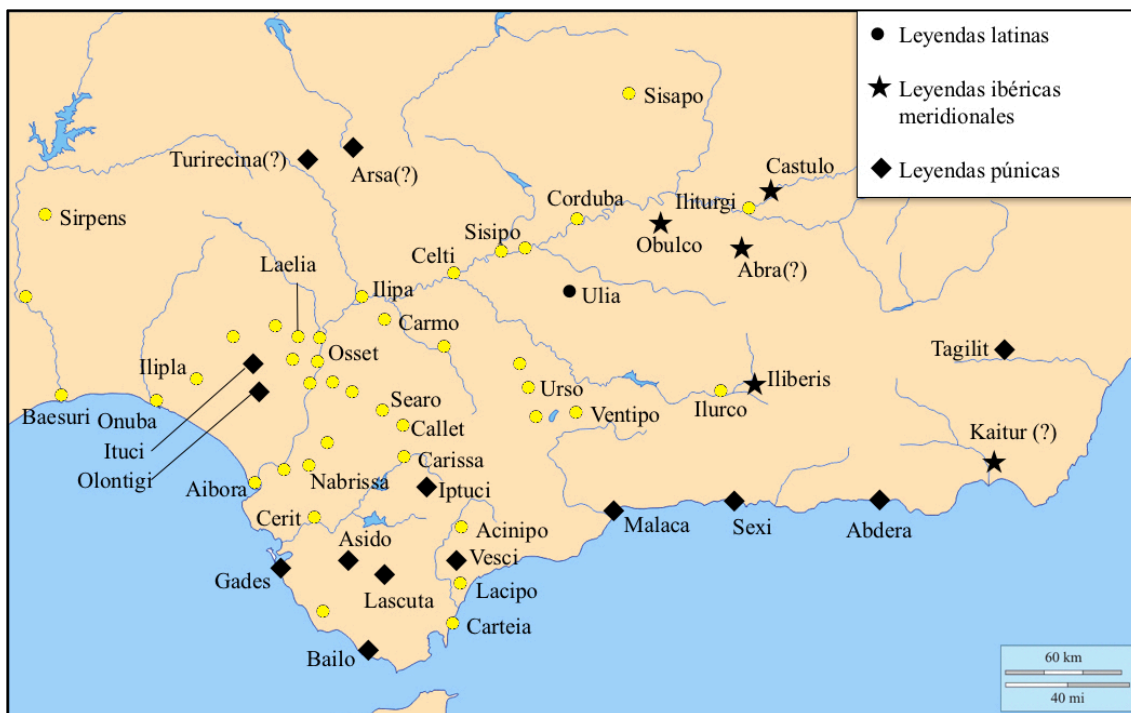 Leyendas latinas
Leyendas ibéricas
meridionales
Leyendas púnicas
Sisapo
Turirecina(?)
Arsa(?)
Castulo
Sirpens
Corduba
Iliturgi
Sisipo
Obulco
Laelia
Celti
Abra(?)
Ilipa
Ulia
Carmo
Osset
Tagilit
Ilipla
Iliberis
Urso
Baesuri
Onuba
Searo
Ventipo
Ilurco
Callet
Ituci
Kaitur (?)
Carissa
Olontigi
Nabrissa
Aibora
Iptuci
Cerit
Malaca
Sexi
Abdera
Acinipo
Asido
Vesci
Gades
Lascuta
Lacipo
Carteia
Bailo
60 km
40 mi